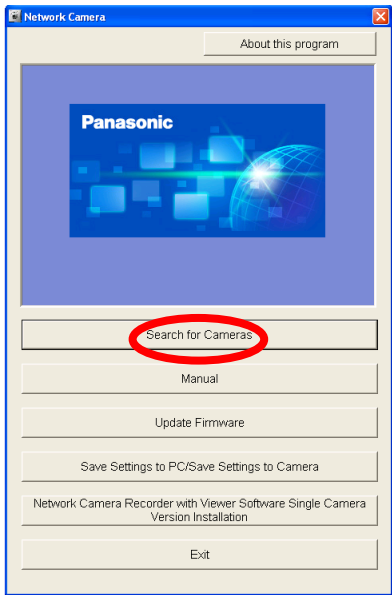 Network Camera
About this program
Panasonic
Search for Cameras
Manual
Update Firmware
Save Settings to PC/Save Settings to Camera
Network Camera Recorder with Viewer Software Single Camera
Version Installation
Exit